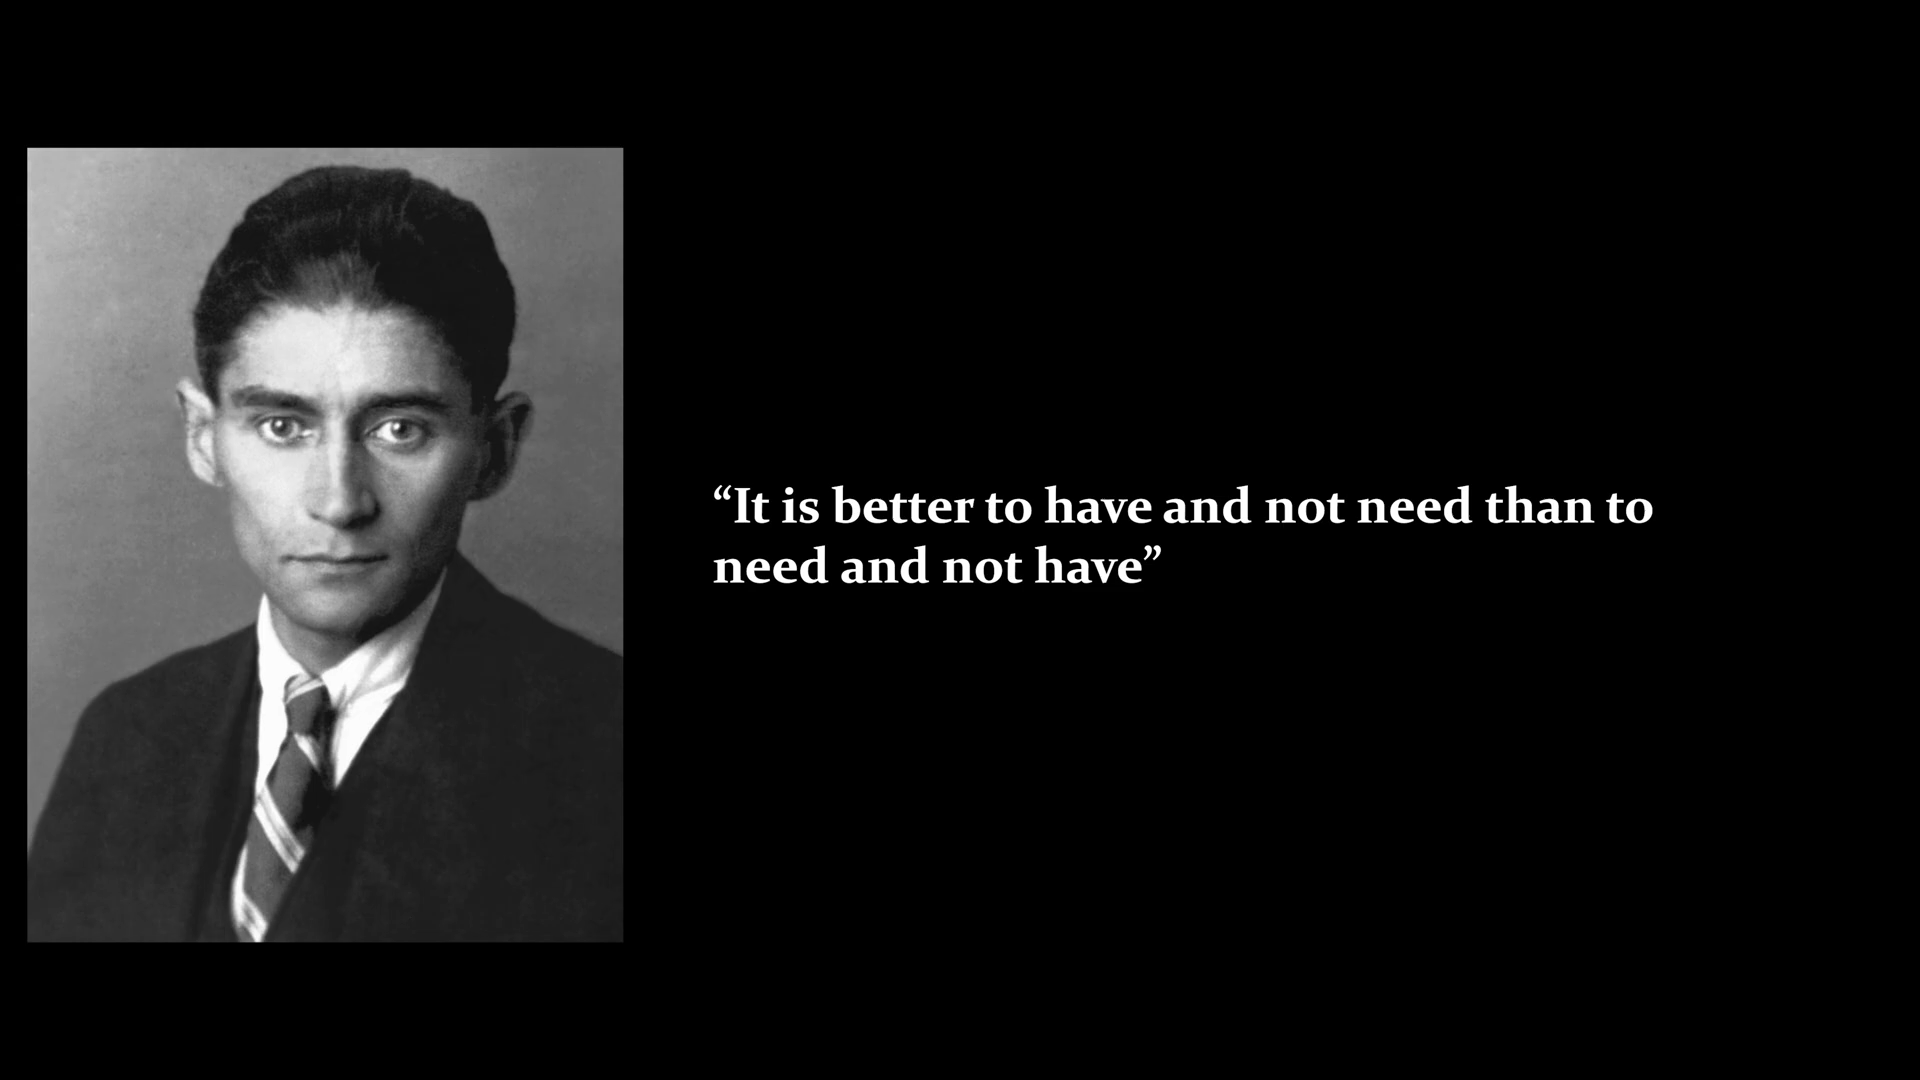 “It is better to have and not need than to
need and not have”